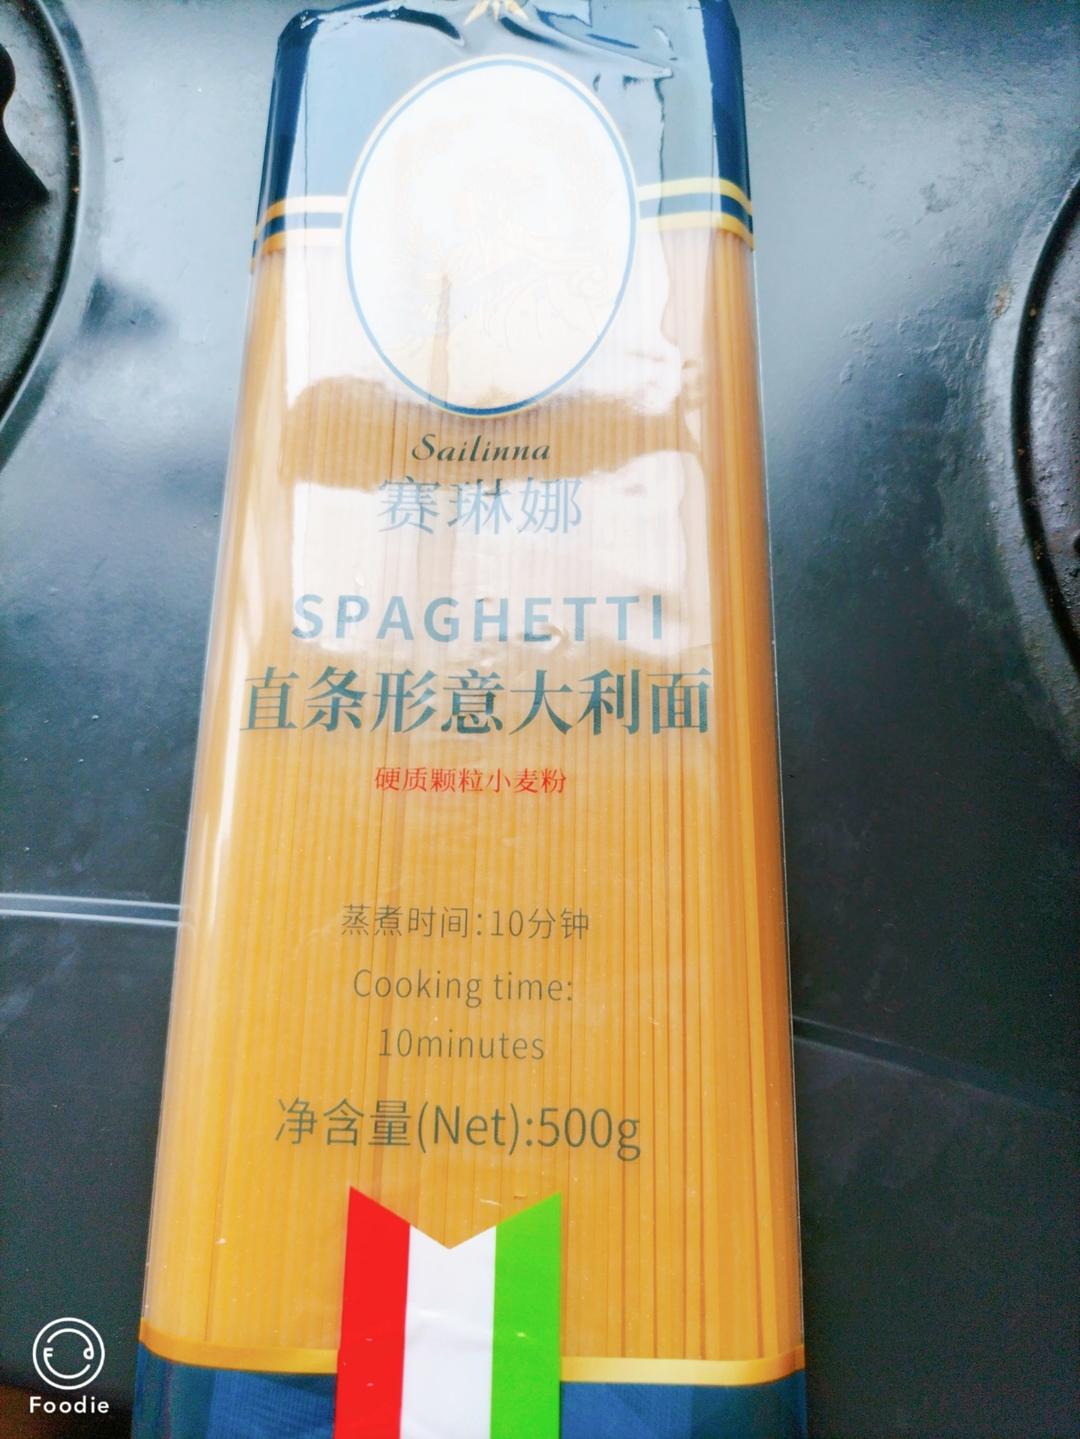 Sailinna
赛琳娜
SPAGHETTI
直条形意大利面
硬质颗粒小麦粉
蒸煮时间:10分钟
Cooking time:
10minutes
净含量(Net):500g
Foodie